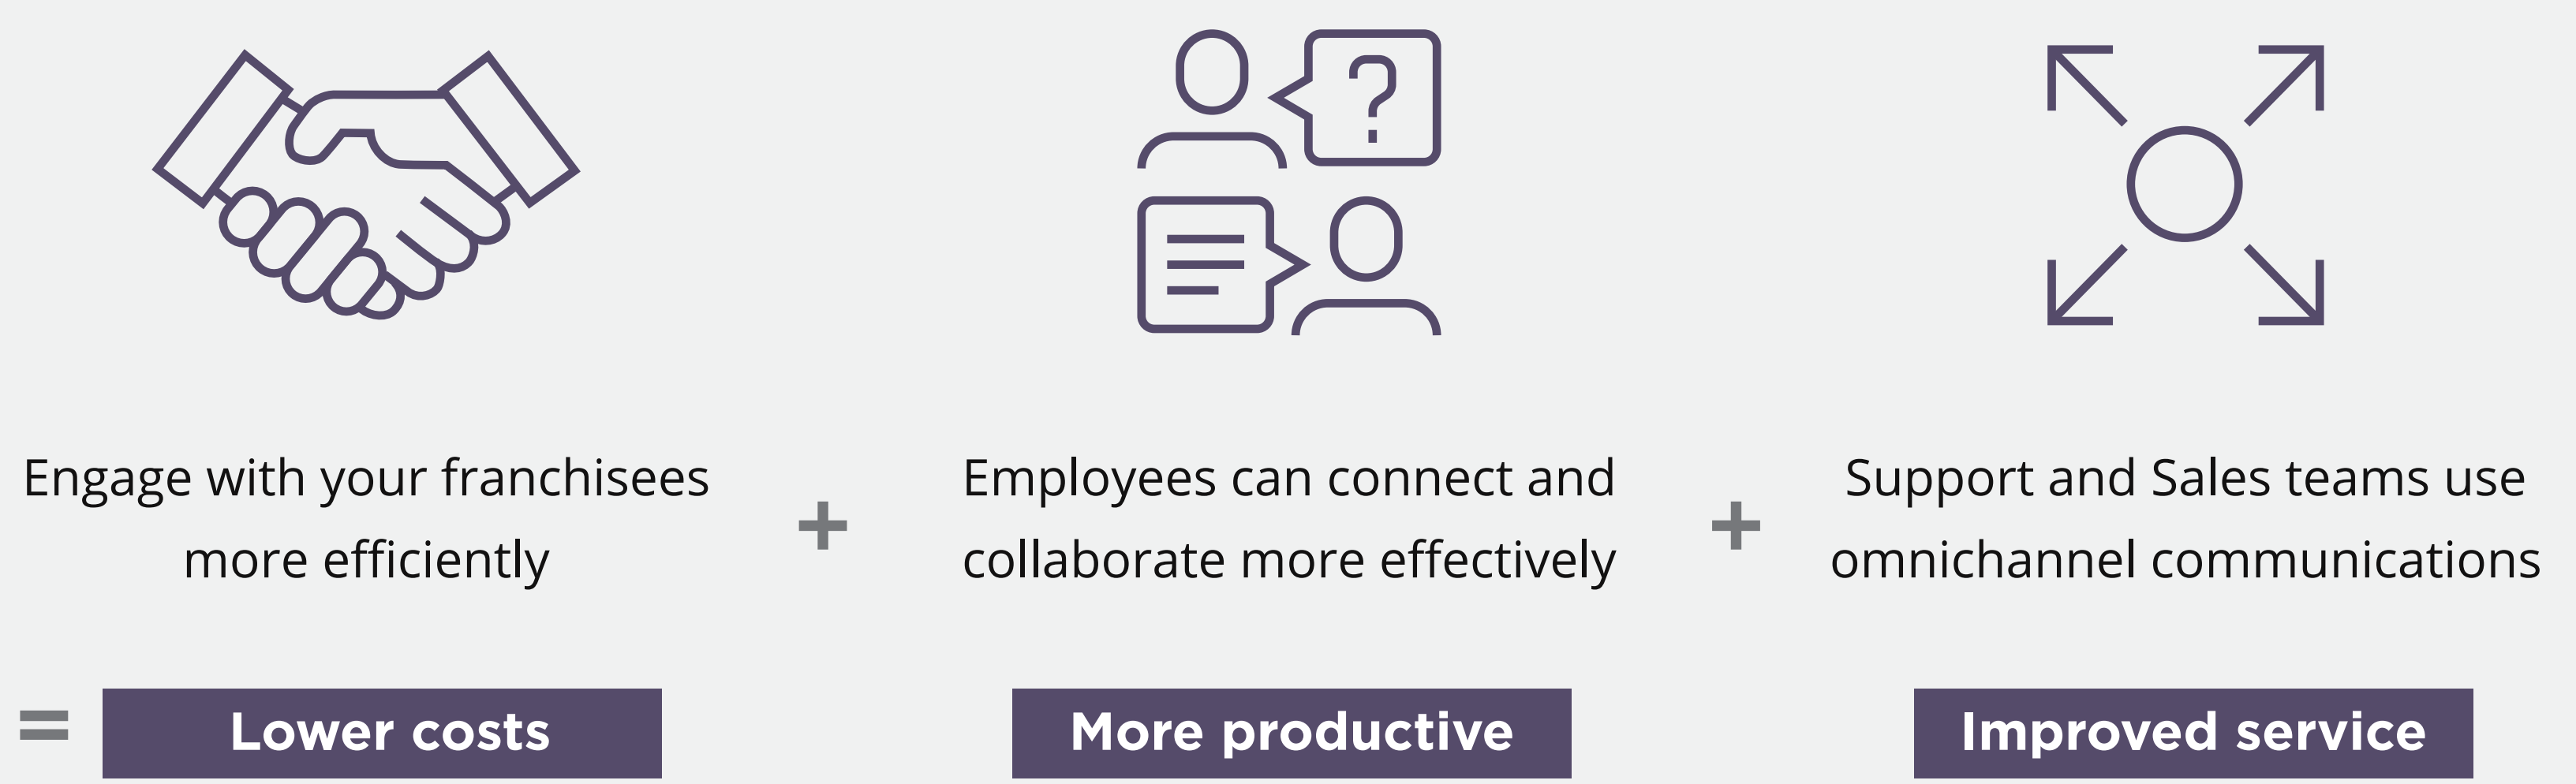 ?
Engage with your franchisees
more efficiently
+
Employees can connect and
collaborate more effectively
+
Support and Sales teams use
omnichannel communications
=
Lower costs
More productive
Improved service